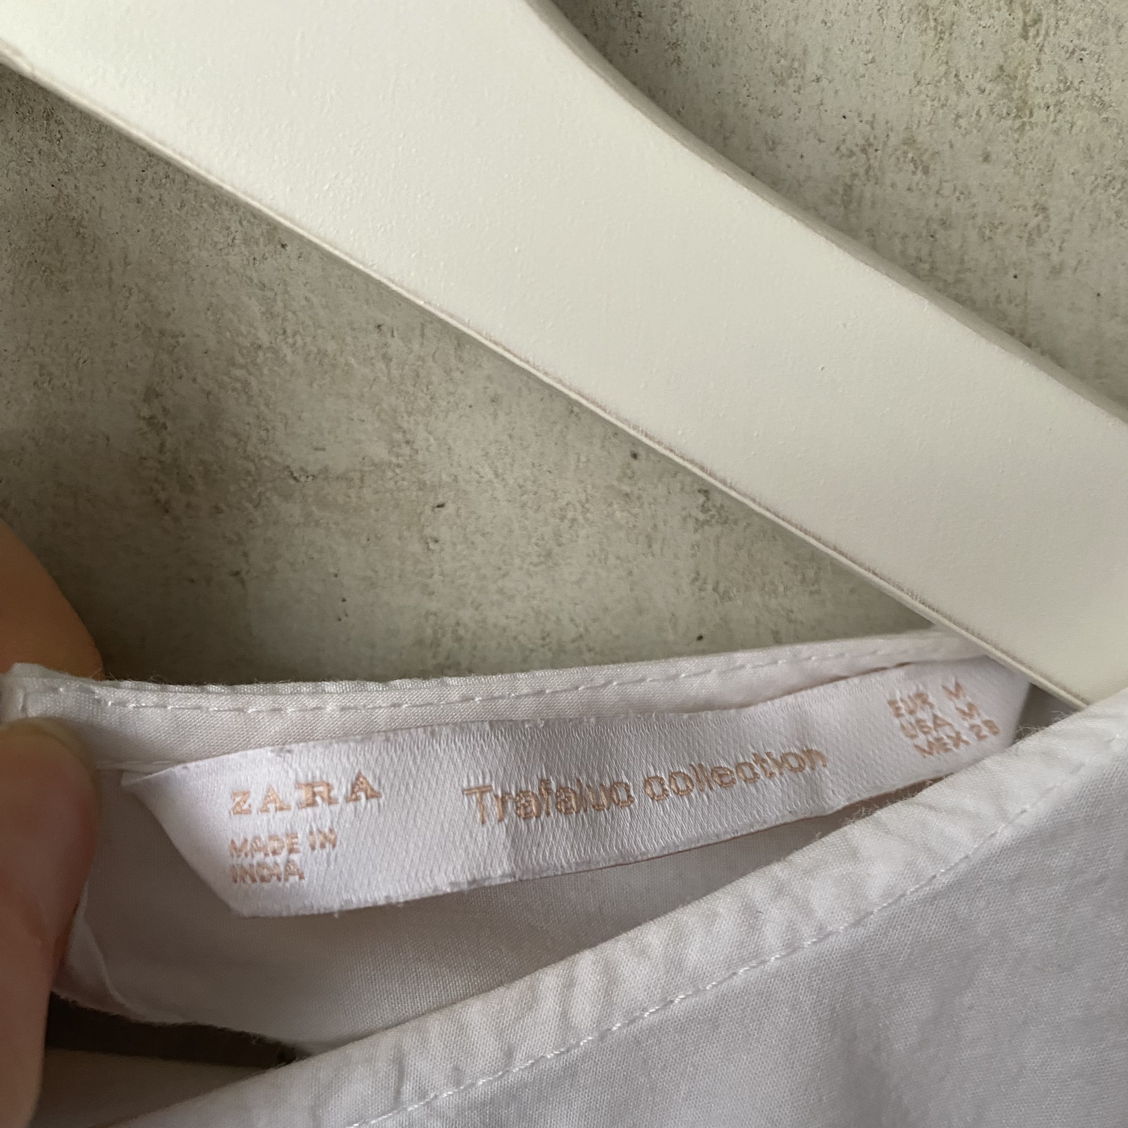 ZARA
MADE IN
INDIA
Trafaluc collection
EUR M
USA M
MEX 28